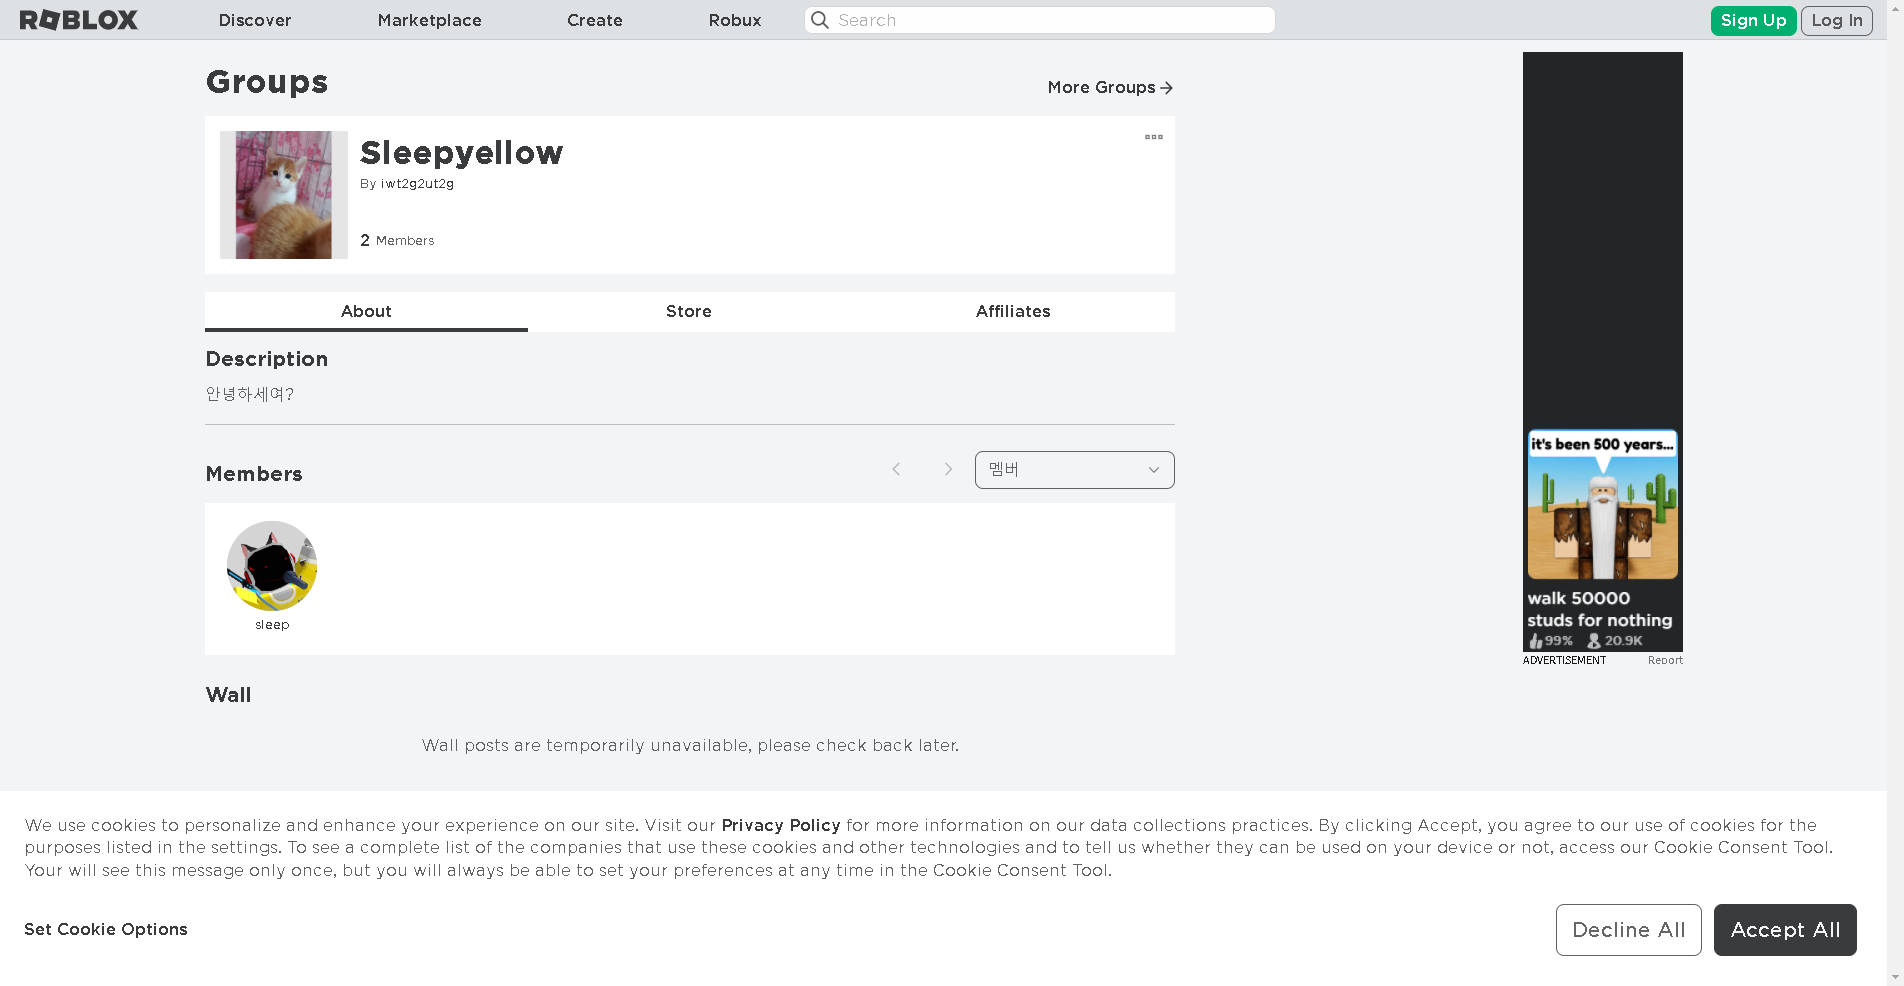 ROBLOX
Discover
Marketplace
Create
Robux
Search
Sign Up
Log In
Groups
More Groups
Sleepyellow
By iwt2g2ut2g
2 Members
About
Store
Affiliates
Description
안녕하세여?
Members
멤버
sleep
Wall
Wall posts are temporarily unavailable, please check back later.
it's been 500 years...
walk 50000
studs for nothing
99% 20.9K
ADVERTISEMENT
Report
We use cookies to personalize and enhance your experience on our site. Visit our Privacy Policy for more information on our data collections practices. By clicking Accept, you agree to our use of cookies for the
purposes listed in the settings. To see a complete list of the companies that use these cookies and other technologies and to tell us whether they can be used on your device or not, access our Cookie Consent Tool.
Your will see this message only once, but you will always be able to set your preferences at any time in the Cookie Consent Tool.
Set Cookie Options
Decline All
Accept All